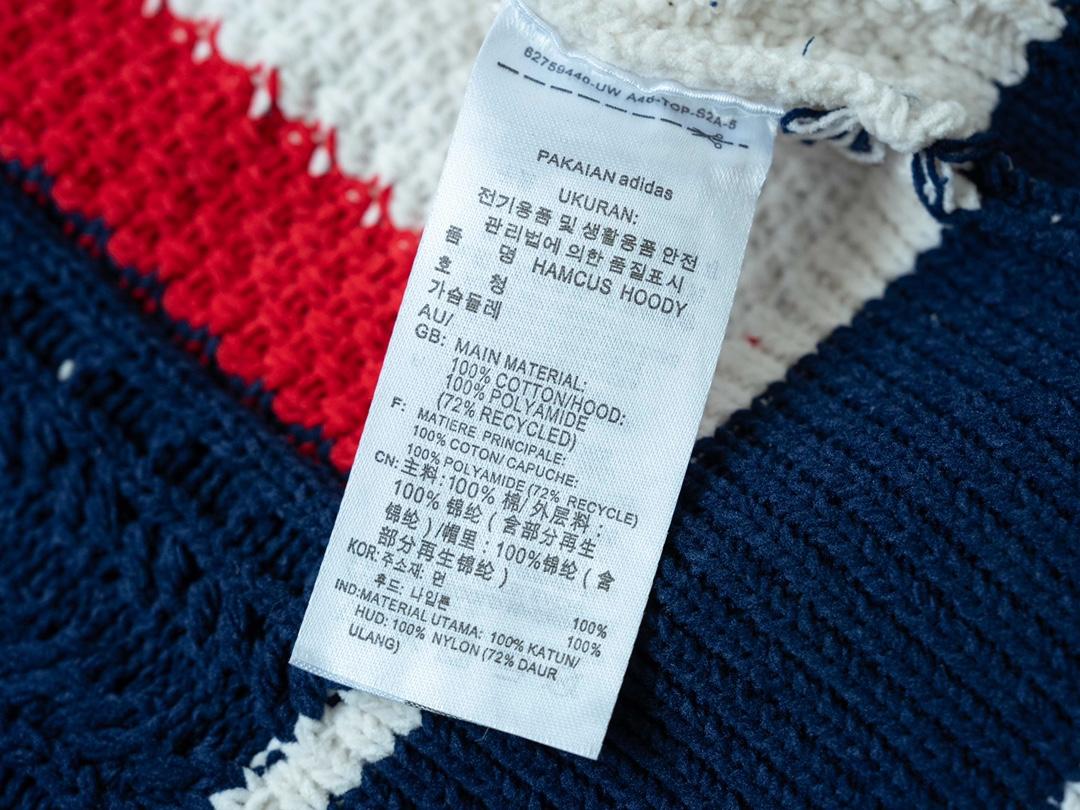 62759440-UW A46-TOP-S2A-5
PAKAIAN adidas
UKURAN:
전기용품 및 생활용품 안전
관리법에 의한 품질표시
품 명 HAMCUS HOODY
호 청
가슴둘레
AU/
GB: MAIN MATERIAL:
100% COTTON/HOOD:
100% POLYAMIDE
(72% RECYCLED)
F: MATIERE PRINCIPALE:
100% COTON/CAPUCHE:
100% POLYAMIDE (72% RECYCLE)
CN: 主料:100% 棉/外层料:
100% 锦纶 ( 含部分再生
锦纶 )/帽里 : 100%锦纶 ( 含
部分再生锦纶 )
KOR: 주소재. 면 100%
후드: 나일론 100%
IND:MATERIAL UTAMA: 100% KATUN/
HUD: 100% NYLON (72% DAUR
ULANG)